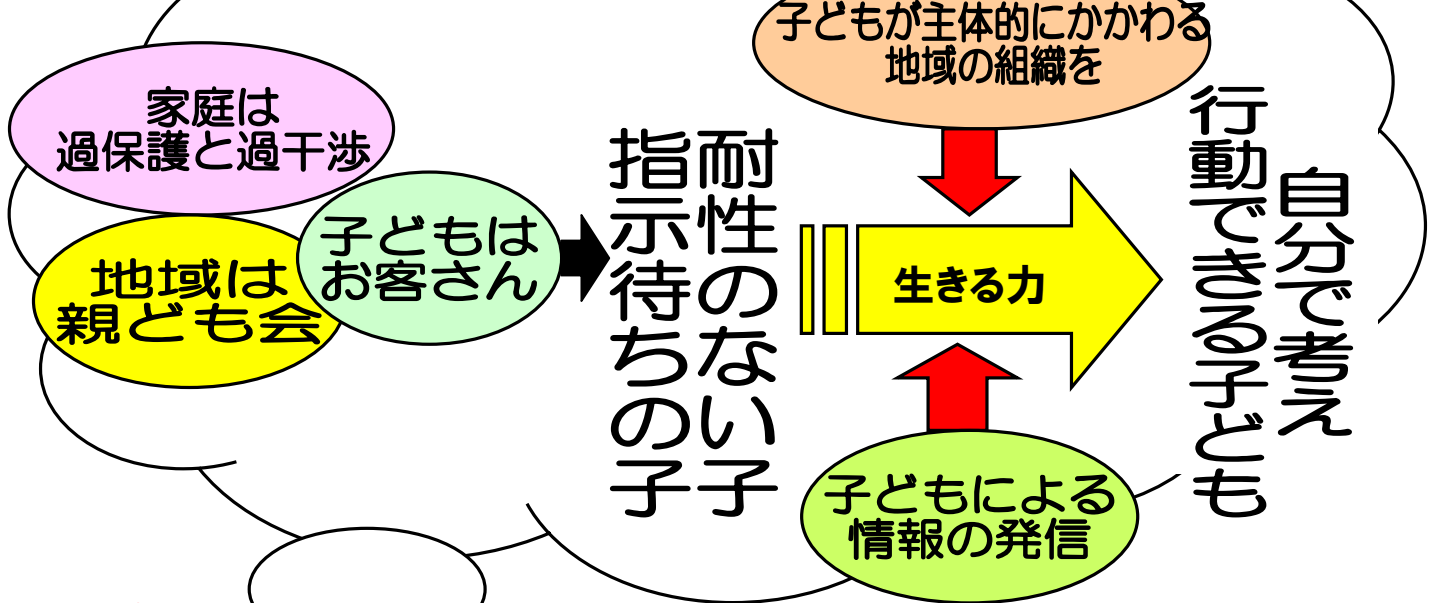 家庭は
過保護と過干渉
地域は
親ども会
子どもは
お客さん
耐性のない子
指示待ちの子
子どもが主体的にかかわる
地域の組織を
生きる力
子どもによる
情報の発信
自分で考え
行動できる子ども